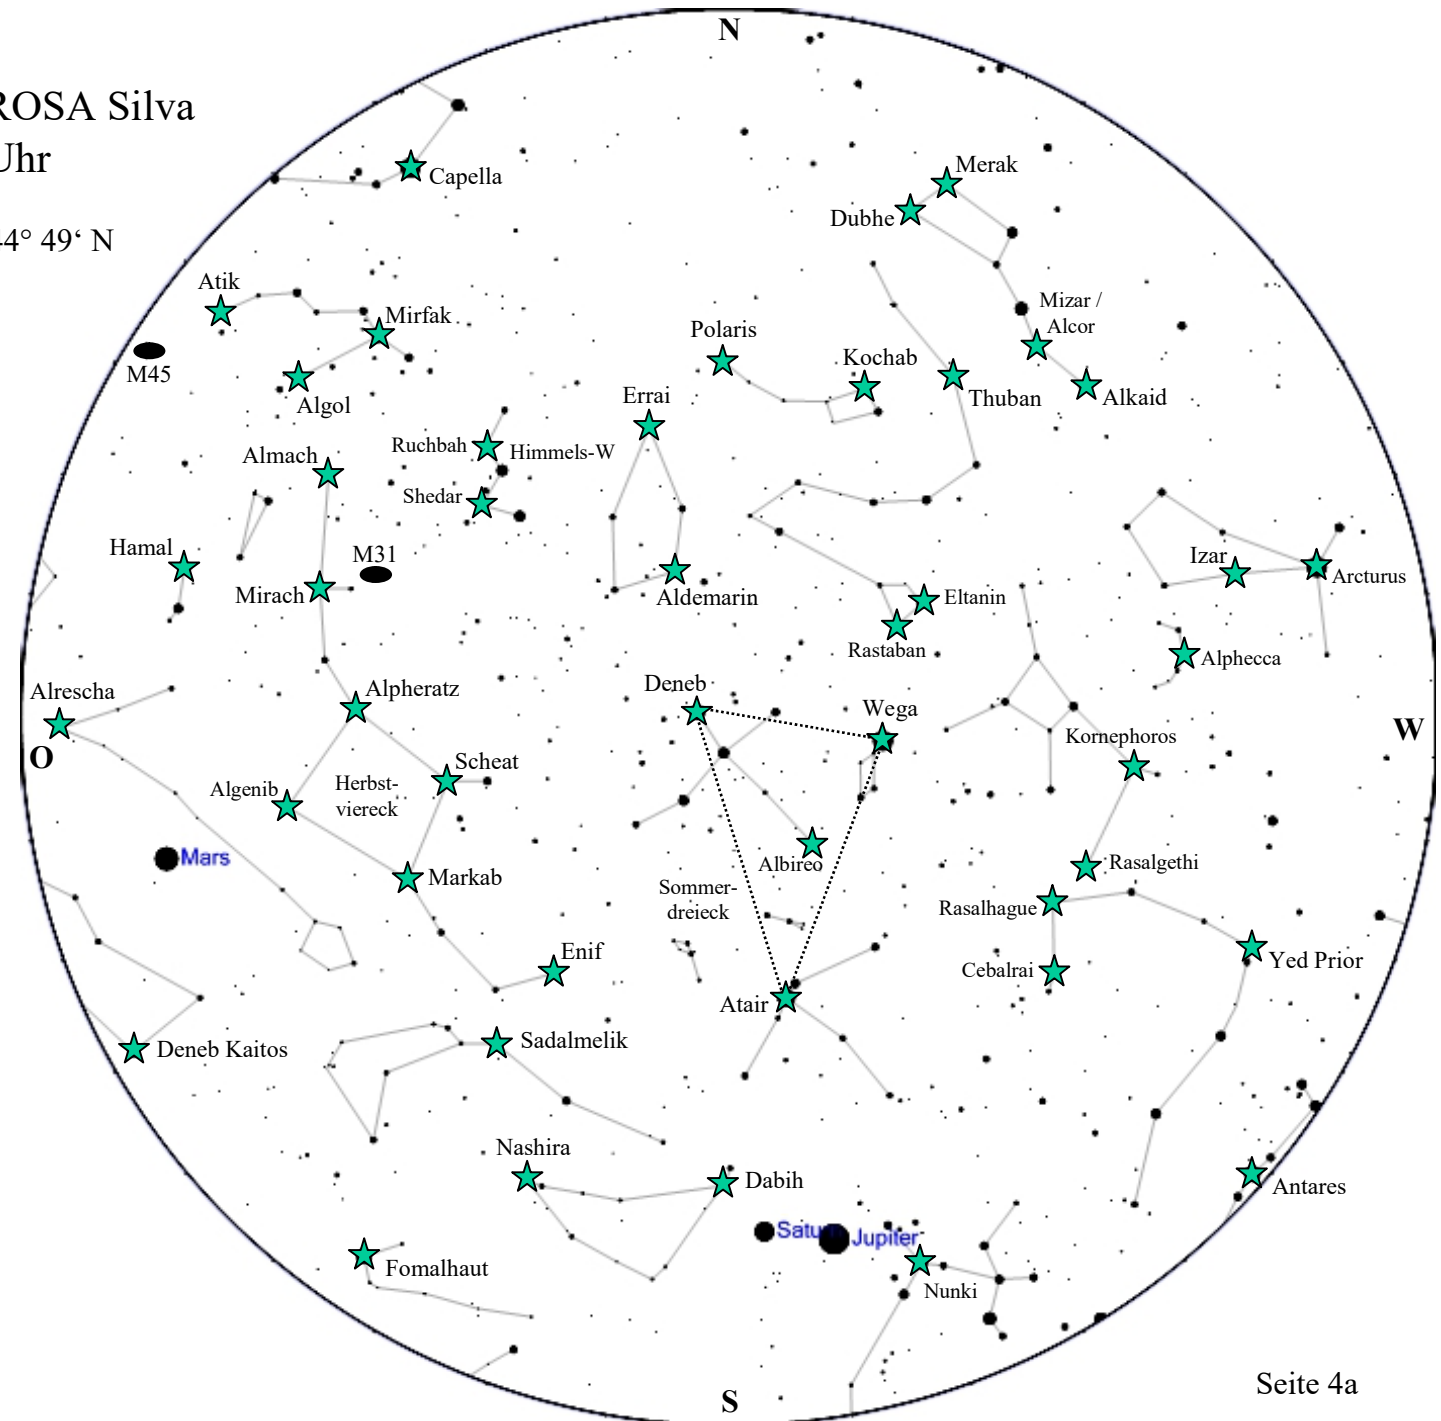 N
ROSA Silva
Uhr
44° 49‘ N
Capella
Merak
Dubhe
Atik
Mirfak
Mizar /
Alcor
M45
Polaris
Kochab
Algol
Errai
Thuban
Alkaid
Ruchbah
Himmels-W
Almach
Shedar
Hamal
M31
Izar
Arcturus
Mirach
Aldemarin
Eltanin
Rastaban
Alphecca
Alrescha
Alpheratz
Deneb
Wega
O
W
Kornephoros
Scheat
Algenib
Herbst-
viereck
Mars
Albireo
Rasalgethi
Markab
Sommer-
dreieck
Rasalhague
Enif
Cebalrai
Yed Prior
Atair
Deneb Kaitos
Sadalmelik
Nashira
Dabih
Antares
Saturn
Jupiter
Fomalhaut
Nunki
Seite 4a
S